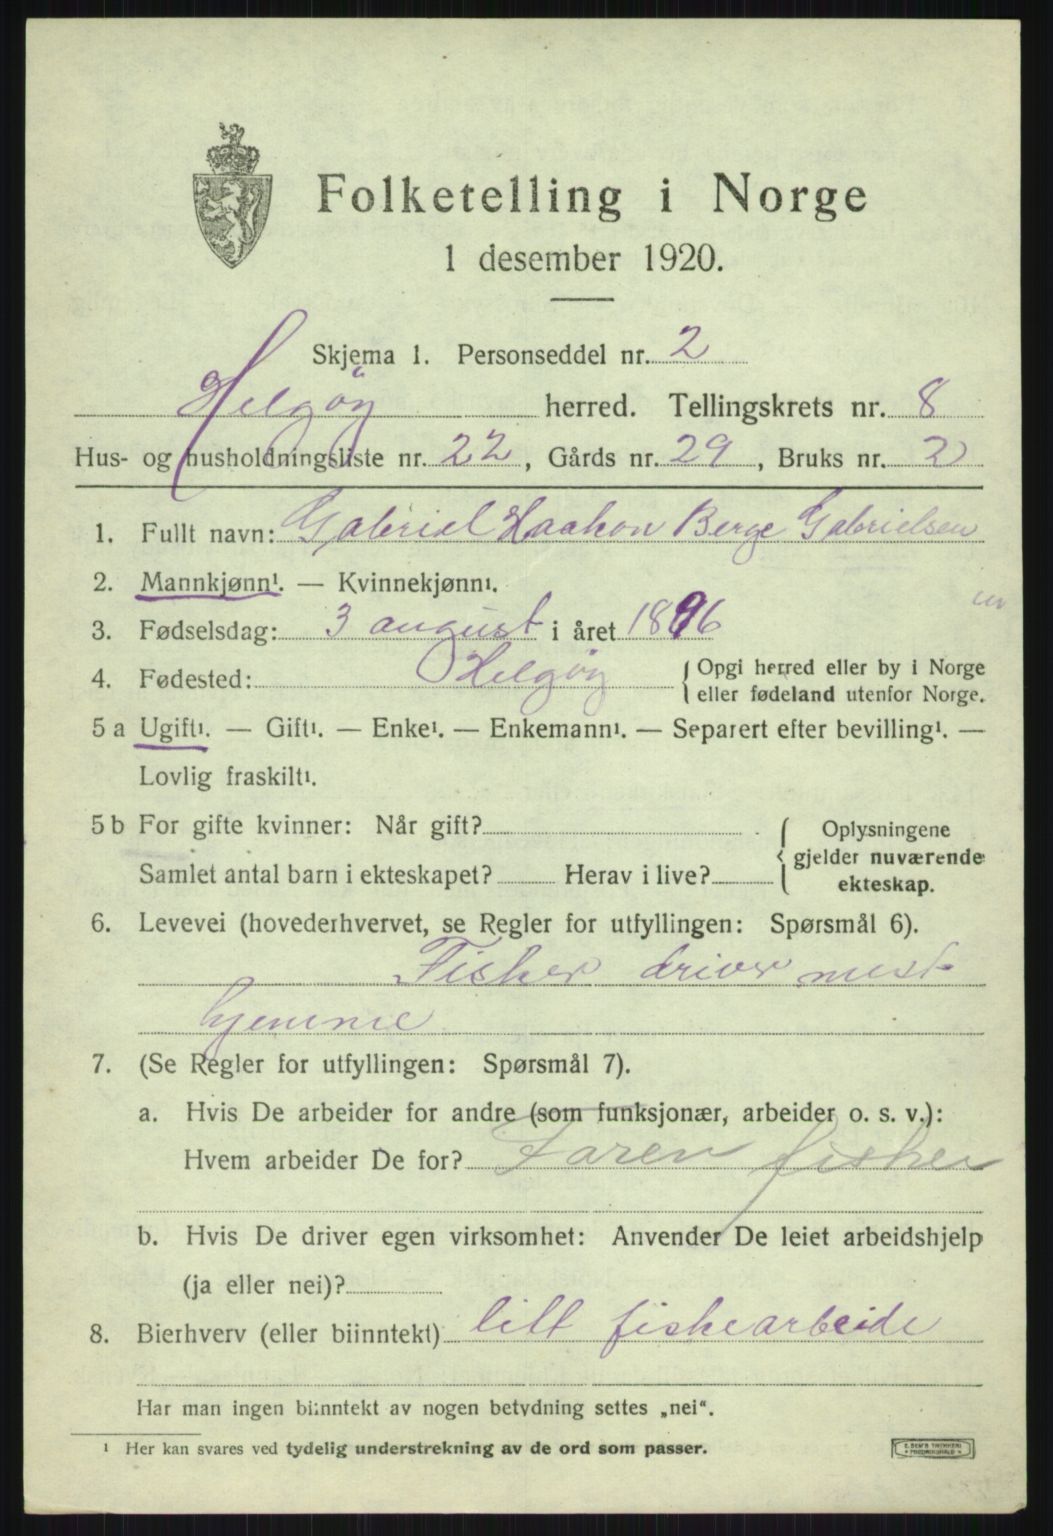 Folketelling i Norge
1 desember 1920.
Skjema 1. Personseddel nr. 2
Helgøy herred. Tellingskrets nr. 8
Hus- og husholdningsliste nr. 22, Gårds nr. 29, Bruks nr. 2
1. Fullt navn: Gabriel Haakon Berge Gabrielsen
2. Mannkjønn¹. — Kvinnekjønn¹.
3. Fødselsdag: 3 august i året 1896
4. Fødested: Helgøy { Opgi herred eller by i Norge
eller fødeland utenfor Norge.
5 a Ugift¹. — Gift¹. — Enke¹. — Enkemann¹. — Separert efter bevilling¹. —
Lovlig fraskilt¹.
5 b For gifte kvinner: Når gift?
Samlet antal barn i ekteskapet? Herav i live?
{ Oplysningene
gjelder nuværende
ekteskap.
6. Levevei (hovederhvervet, se Regler for utfyllingen: Spørsmål 6).
Fisker driver mest
hjemme
7. (Se Regler for utfyllingen: Spørsmål 7).
a. Hvis De arbeider for andre (som funksjonær, arbeider o. s. v.):
Hvem arbeider De for? Faren fisker
b. Hvis De driver egen virksomhet: Anvender De leiet arbeidshjelp
(ja eller nei)?
8. Bierhverv (eller biinntekt) litt fiskearbeide
Har man ingen biinntekt av nogen betydning settes „nei“.
¹ Her kan svares ved tydelig understrekning av de ord som passer.